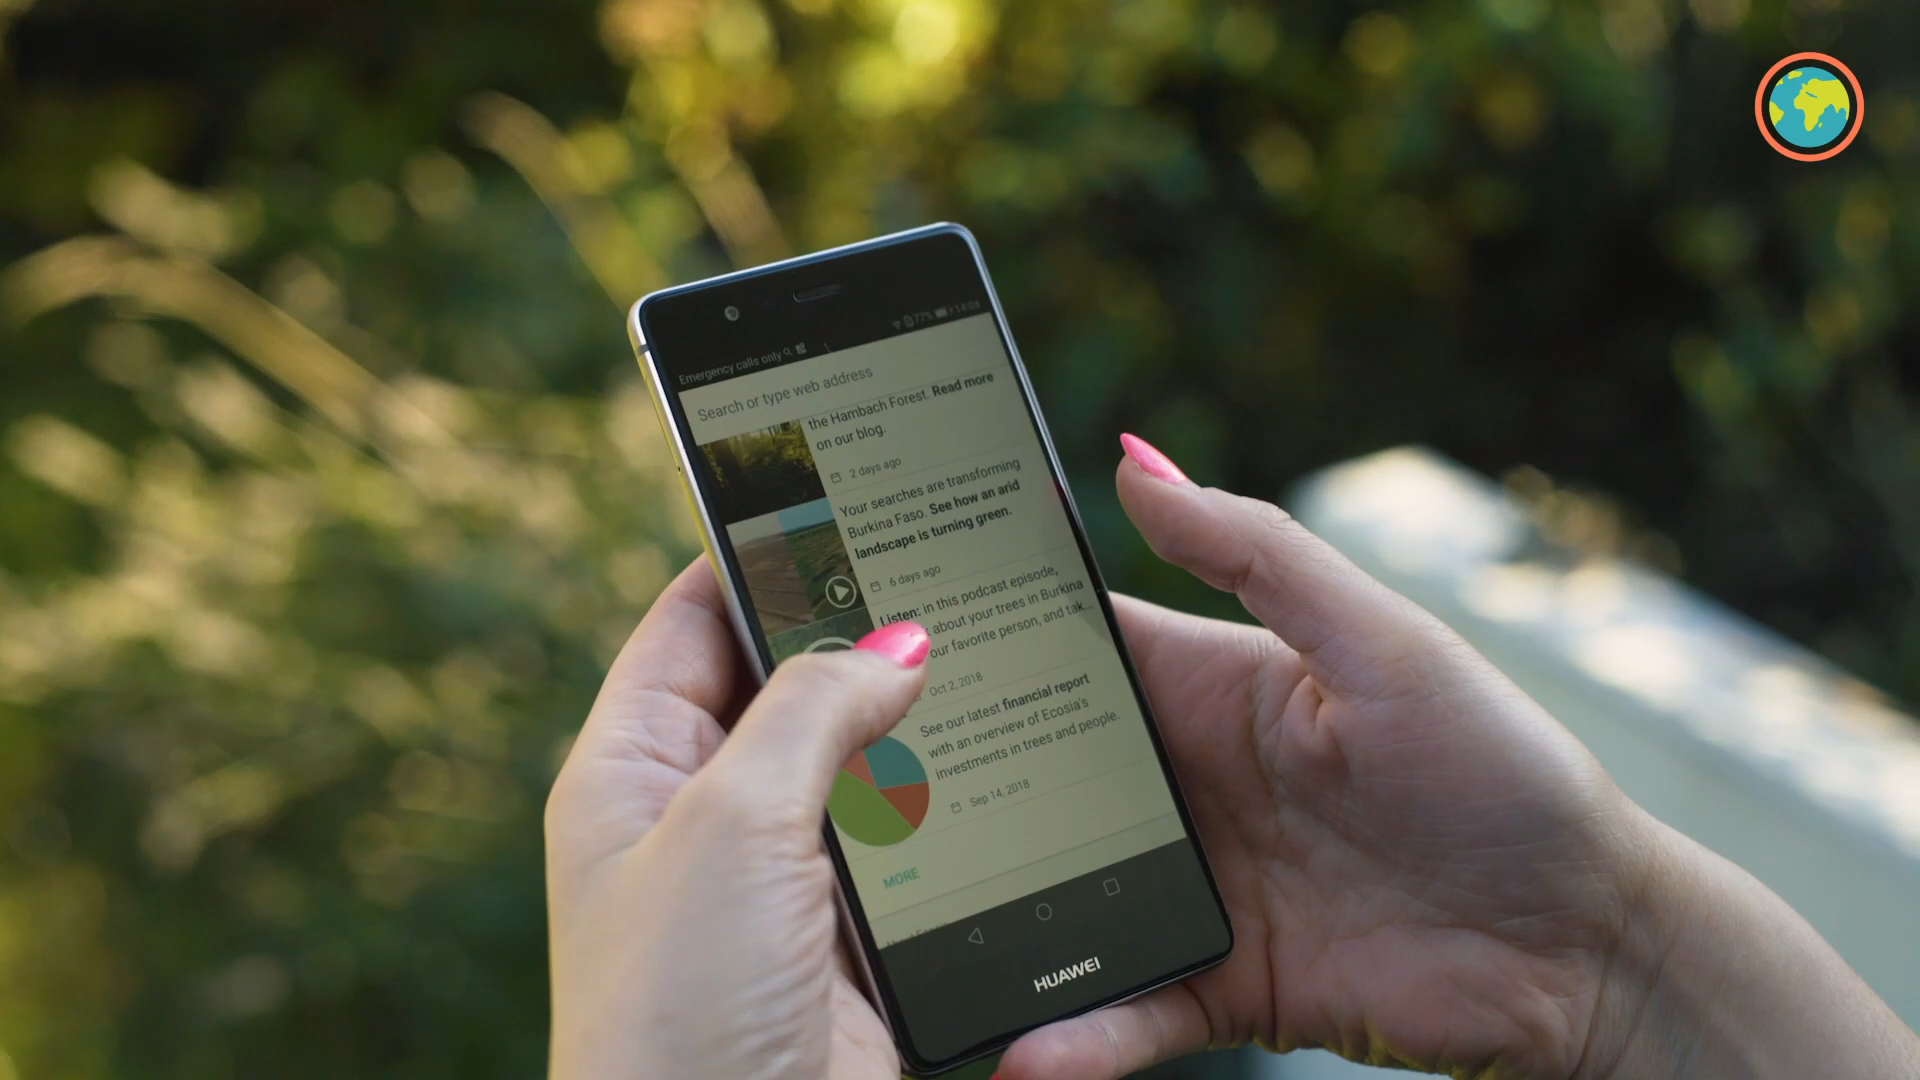 Emergency calls only
77% 14:06
Search or type web address
the Hambach Forest. Read more
on our blog.
2 days ago
Your searches are transforming
Burkina Faso. See how an arid
landscape is turning green.
6 days ago
Listen: in this podcast episode,
about your trees in Burkina
our favorite person, and tak...
Oct 2, 2018
See our latest financial report
with an overview of Ecosia's
investments in trees and people.
Sep 14, 2018
MORE
HUAWEI